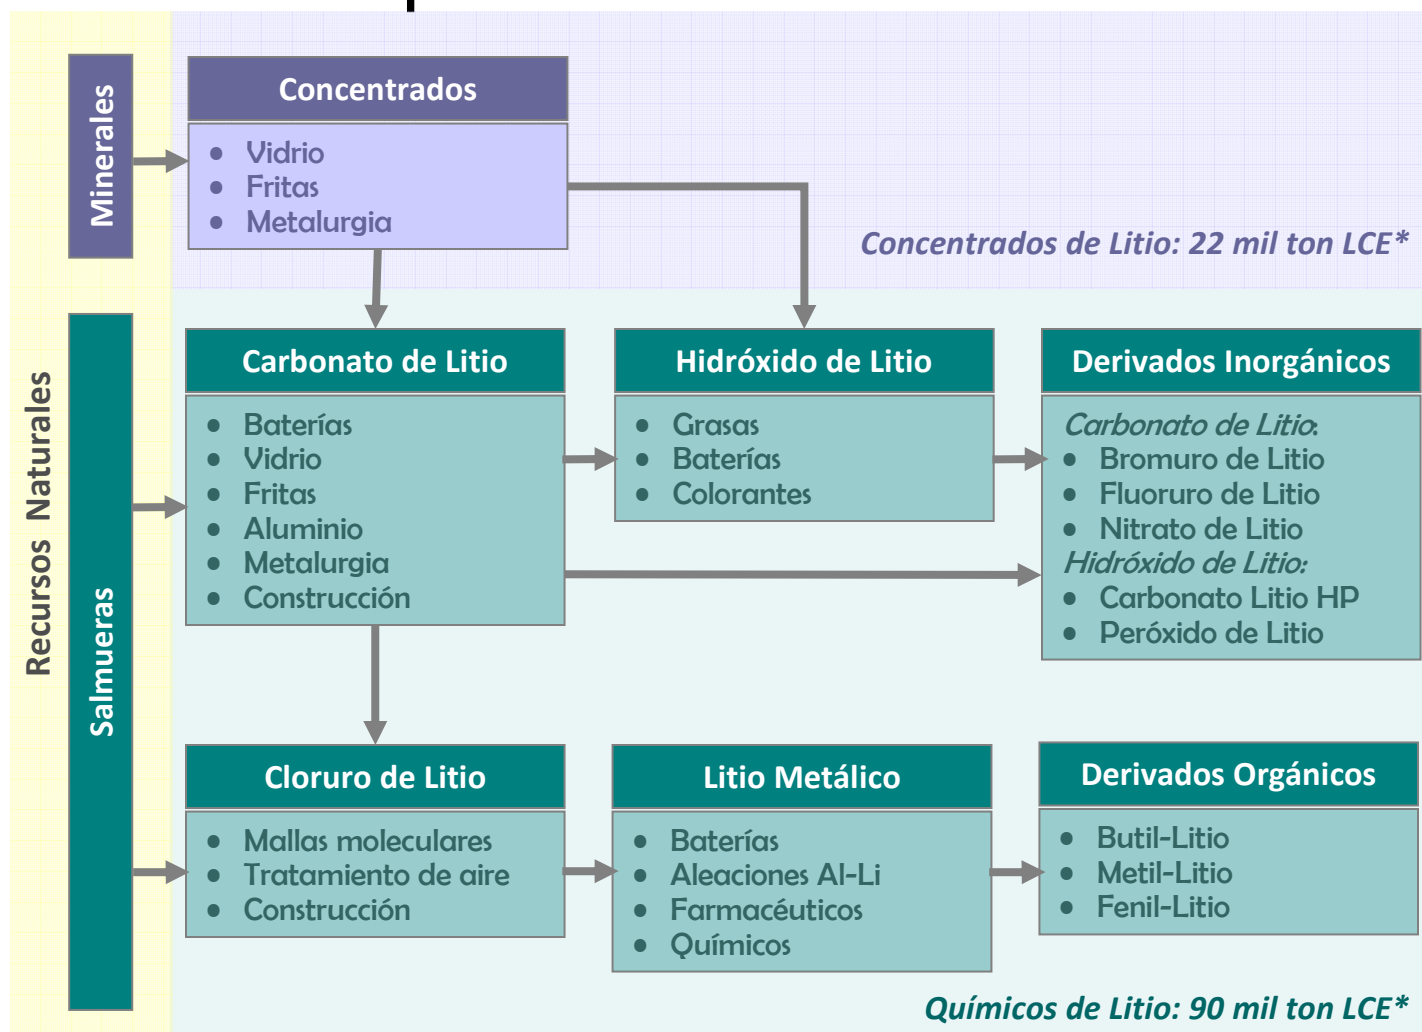 Recursos Naturales
Minerales
Concentrados
• Vidrio
• Fritas
• Metalurgia
Concentrados de Litio: 22 mil ton LCE*
Salmueras
Carbonato de Litio
• Baterías
• Vidrio
• Fritas
• Aluminio
• Metalurgia
• Construcción
Hidróxido de Litio
• Grasas
• Baterías
• Colorantes
Derivados Inorgánicos
Carbonato de Litio:
• Bromuro de Litio
• Fluoruro de Litio
• Nitrato de Litio
Hidróxido de Litio:
• Carbonato Litio HP
• Peróxido de Litio
Cloruro de Litio
• Mallas moleculares
• Tratamiento de aire
• Construcción
Litio Metálico
• Baterías
• Aleaciones Al-Li
• Farmacéuticos
• Químicos
Derivados Orgánicos
• Butil-Litio
• Metil-Litio
• Fenil-Litio
Químicos de Litio: 90 mil ton LCE*